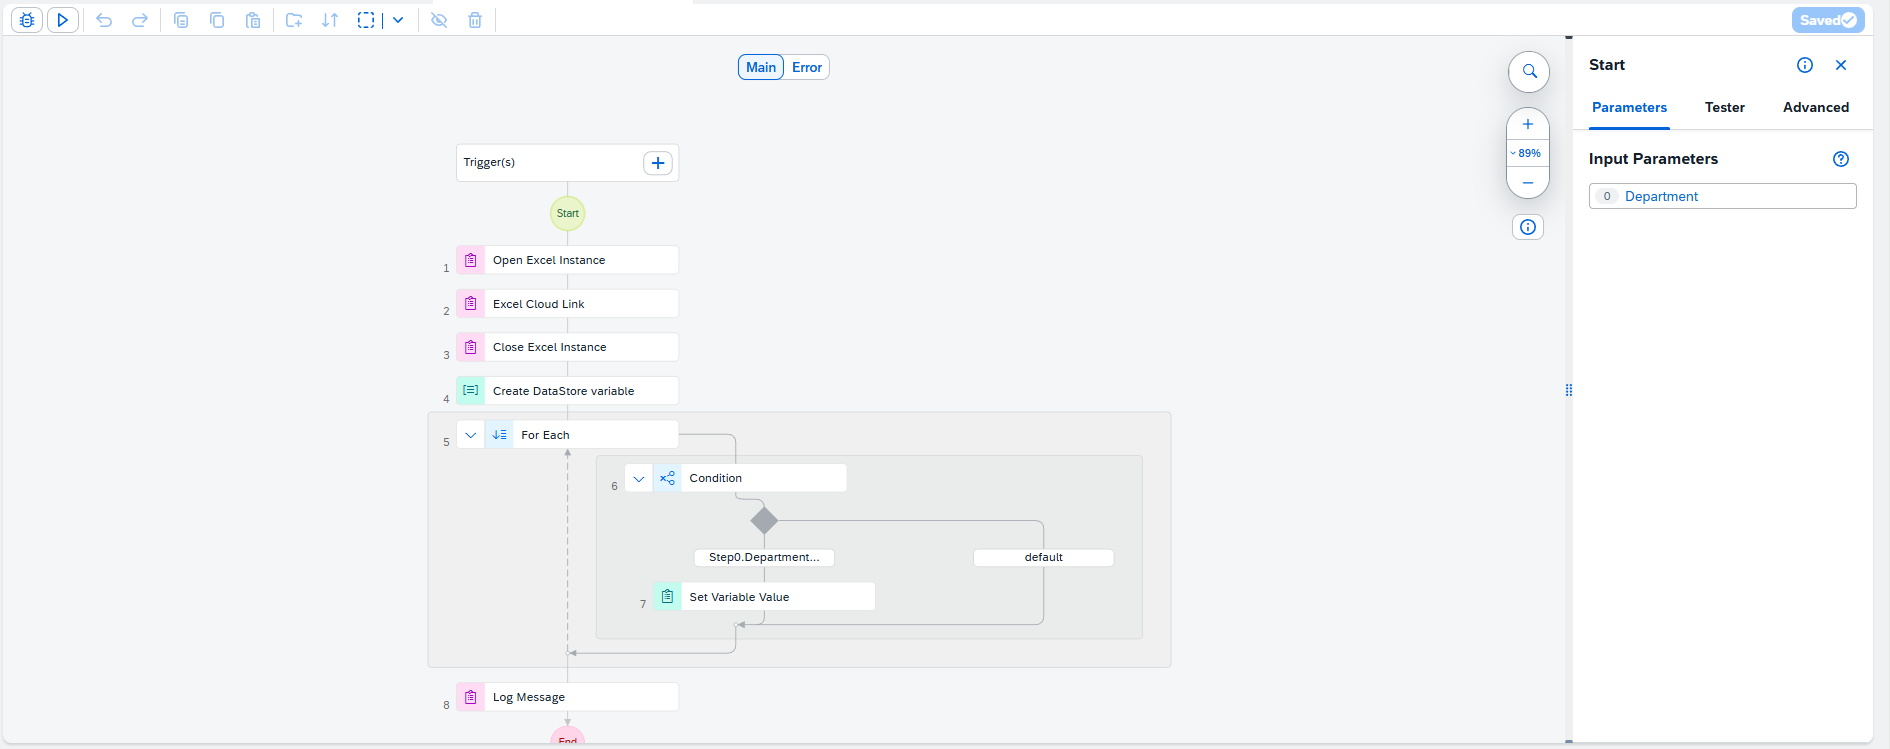 Saved
Main Error
Start
Parameters Tester Advanced
Input Parameters
0 Department
89%
Trigger(s)
Start
1 Open Excel Instance
2 Excel Cloud Link
3 Close Excel Instance
4 Create DataStore variable
5 For Each
6 Condition
Step0.Department... default
7 Set Variable Value
8 Log Message
End